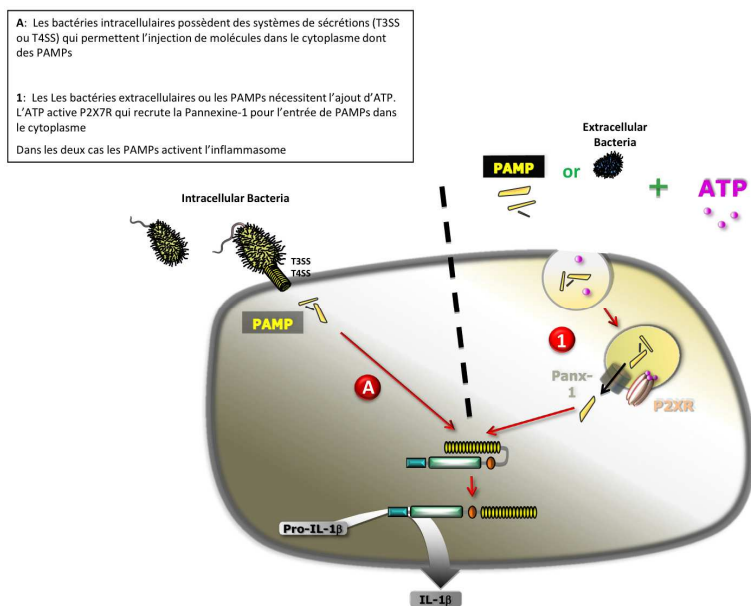 A: Les bactéries intracellulaires possèdent des systèmes de sécrétions (T3SS
ou T4SS) qui permettent l'injection de molécules dans le cytoplasme dont
des PAMPs
1: Les Les bactéries extracellulaires ou les PAMPs nécessitent l'ajout d'ATP.
L'ATP active P2X7R qui recrute la Pannexine-1 pour l'entrée de PAMPs dans
le cytoplasme
Dans les deux cas les PAMPs activent l'inflammasome
Extracellular
Bacteria
PAMP
or
+
ATP
Intracellular Bacteria
T3SS
T4SS
PAMP
1
A
Panx-
1
P2XR
Pro-IL-1β
IL-1β